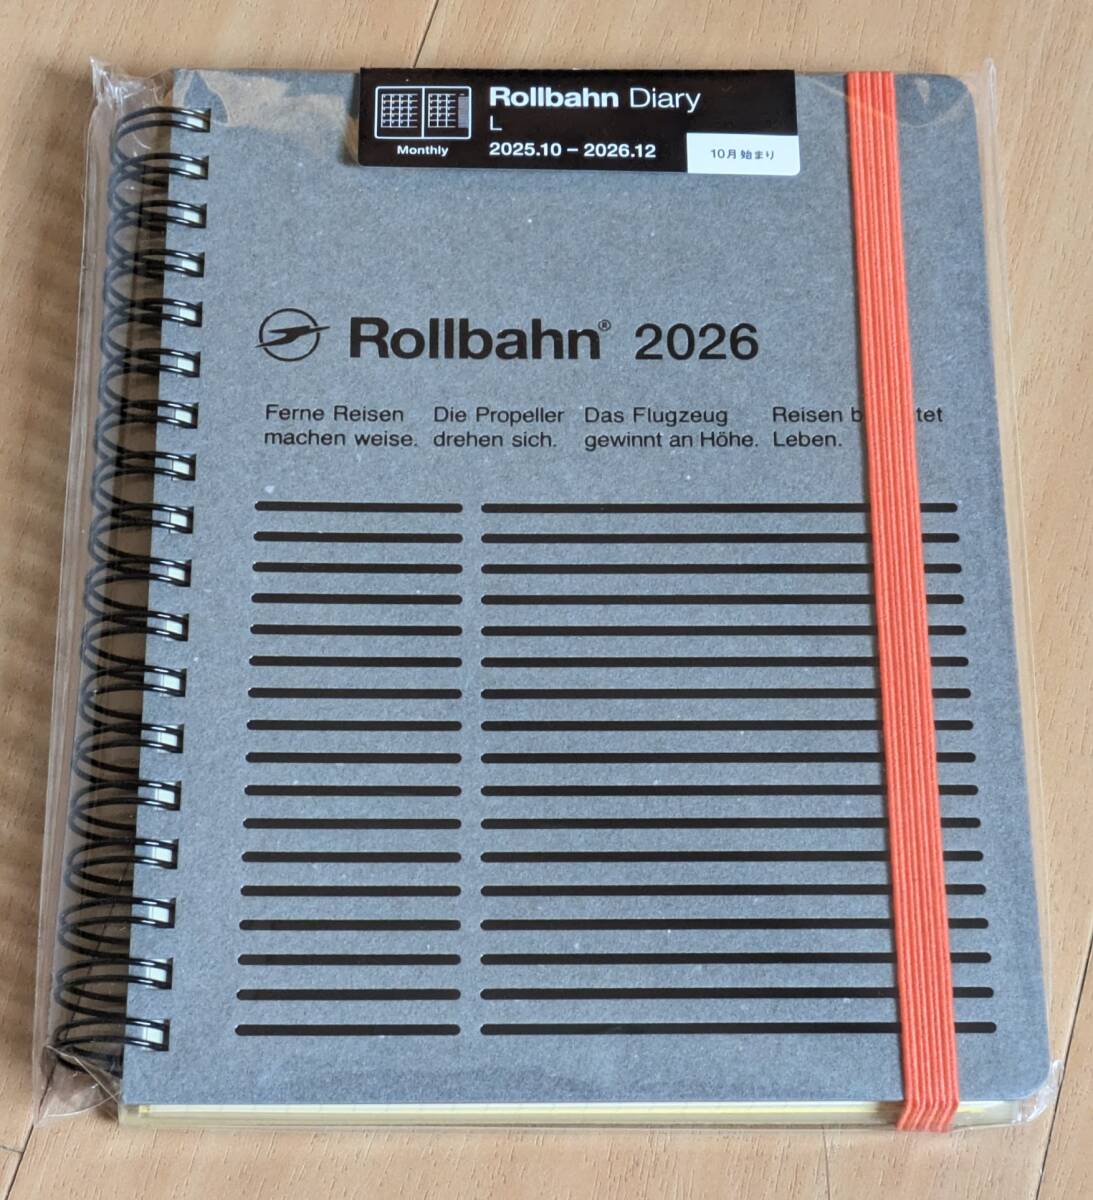 Rollbahn Diary
L
Monthly
2025.10 – 2026.12
10月始まり
Rollbahn® 2026
Ferne Reisen machen weise.
Die Propeller drehen sich.
Das Flugzeug gewinnt an Höhe.
Reisen Leben.